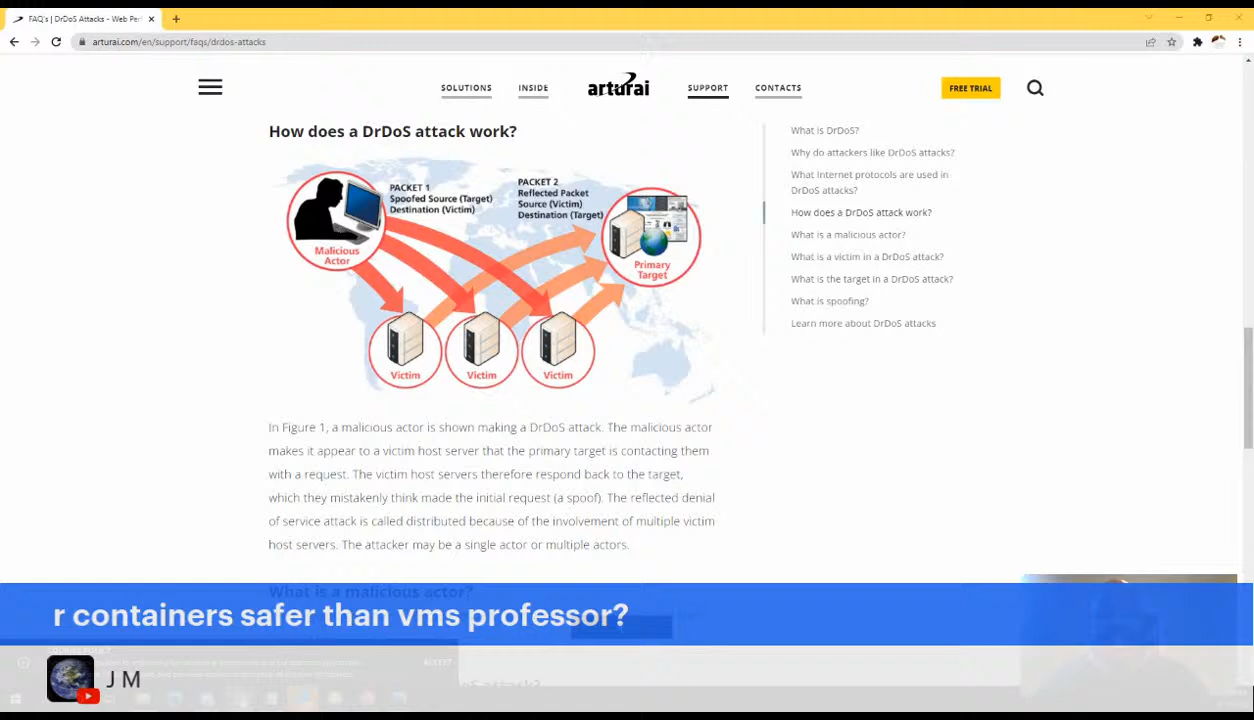 FAQ's | DrDoS Attacks - Web Per
arturai.com/en/support/faqs/drdos-attacks
SOLUTIONS
INSIDE
arturai
SUPPORT
CONTACTS
FREE TRIAL
How does a DrDoS attack work?
PACKET 1
Spoofed Source (Target)
Destination (Victim)
PACKET 2
Reflected Packet
Source (Victim)
Destination (Target)
Malicious
Actor
Primary
Target
Victim
Victim
Victim
In Figure 1, a malicious actor is shown making a DrDoS attack. The malicious actor
makes it appear to a victim host server that the primary target is contacting them
with a request. The victim host servers therefore respond back to the target,
which they mistakenly think made the initial request (a spoof). The reflected denial
of service attack is called distributed because of the involvement of multiple victim
host servers. The attacker may be a single actor or multiple actors.
What is DrDoS?
Why do attackers like DrDoS attacks?
What Internet protocols are used in
DrDoS attacks?
How does a DrDoS attack work?
What is a malicious actor?
What is a victim in a DrDoS attack?
What is the target in a DrDoS attack?
What is spoofing?
Learn more about DrDoS attacks
What is a malicious actor?
r containers safer than vms professor?
J M